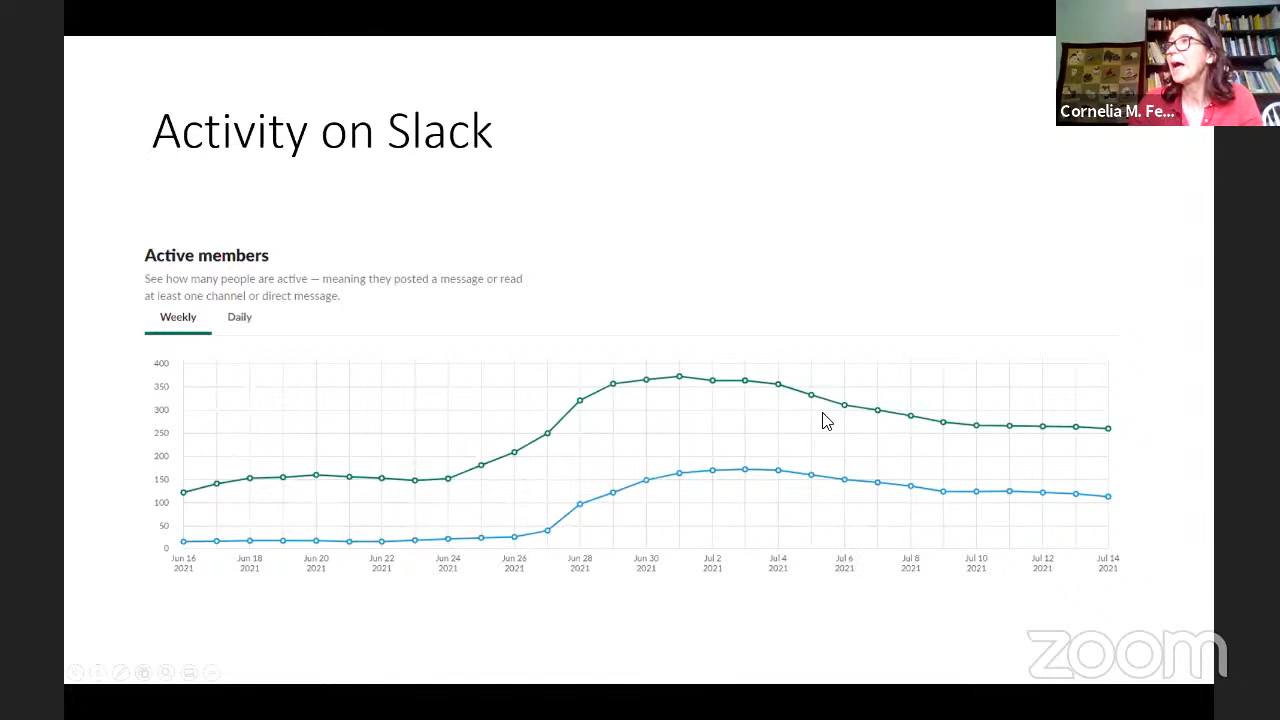 Cornelia M. Fe...
Activity on Slack
Active members
See how many people are active — meaning they posted a message or read
at least one channel or direct message.
Weekly Daily
400
350
300
250
200
150
100
50
0
Jun 16 Jun 18 Jun 20 Jun 22 Jun 24 Jun 26 Jun 28 Jun 30 Jul 2 Jul 4 Jul 6 Jul 8 Jul 10 Jul 12 Jul 14
2021 2021 2021 2021 2021 2021 2021 2021 2021 2021 2021 2021 2021 2021 2021
zoom